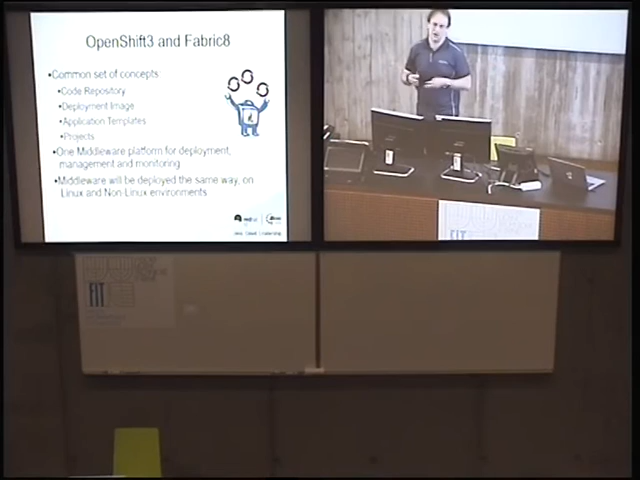 OpenShift3 and Fabric8
•Common set of concepts
•Code Repository
•Deployment Image
•Application Templates
•Projects
•One Middleware platform for deployment,
management and monitoring
•Middleware will be deployed the same way, on
Linux and Non Linux environments
FIT
FIT